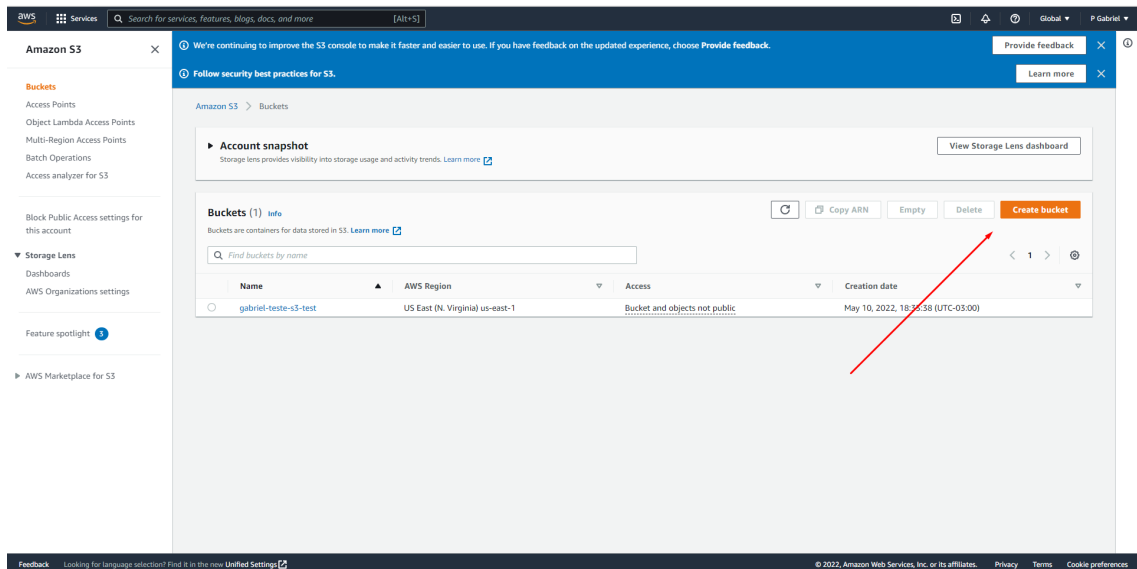 aws Services Search for services, features, blogs, docs, and more [Alt+S] Global P Gabriel
Amazon S3
We're continuing to improve the S3 console to make it faster and easier to use. If you have feedback on the updated experience, choose Provide feedback. Provide feedback
Follow security best practices for S3. Learn more
Buckets
Access Points
Object Lambda Access Points
Multi-Region Access Points
Batch Operations
Access analyzer for S3
Block Public Access settings for
this account
Storage Lens
Dashboards
AWS Organizations settings
Feature spotlight 3
AWS Marketplace for S3
Amazon S3 > Buckets
Account snapshot
Storage lens provides visibility into storage usage and activity trends. Learn more
View Storage Lens dashboard
Buckets (1) Info
Buckets are containers for data stored in S3. Learn more
Copy ARN Empty Delete Create bucket
Find buckets by name
1
Name AWS Region Access Creation date
gabriel-teste-s3-test US East (N. Virginia) us-east-1 Bucket and objects not public May 10, 2022, 18:33:38 (UTC-03:00)
Feedback Looking for language selection? Find it in the new Unified Settings © 2022, Amazon Web Services, Inc. or its affiliates. Privacy Terms Cookie preferences